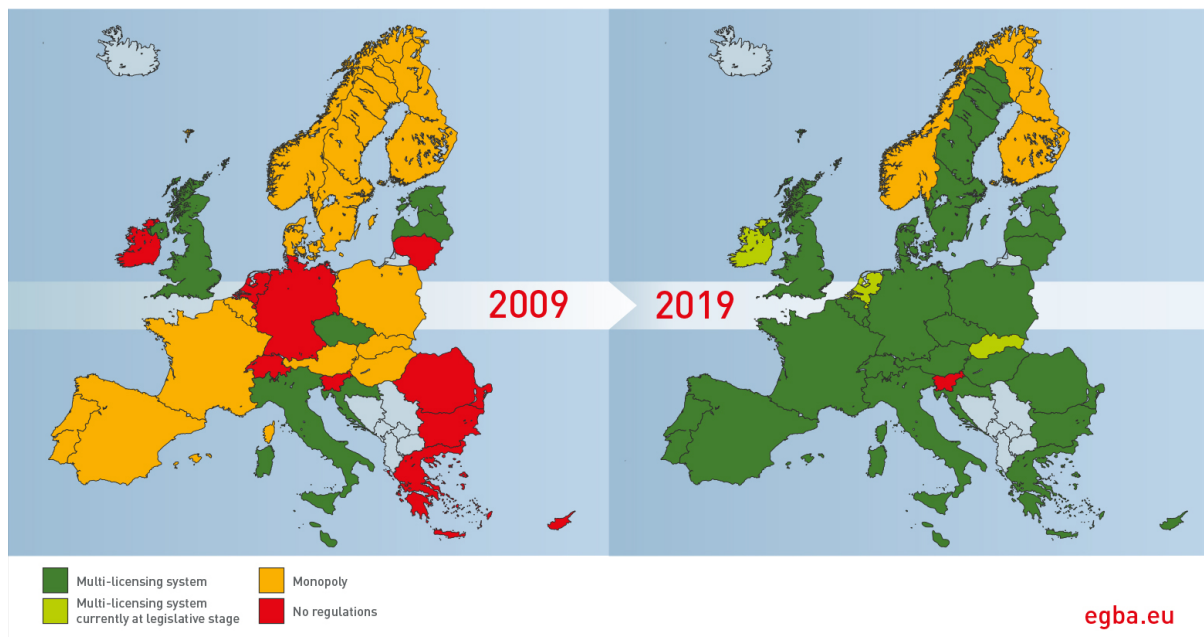 2009
2019
Multi-licensing system
Multi-licensing system
currently at legislative stage
Monopoly
No regulations
egba.eu